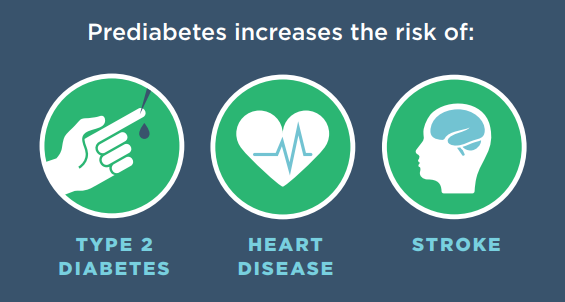 Prediabetes increases the risk of:
TYPE 2
DIABETES
HEART
DISEASE
STROKE